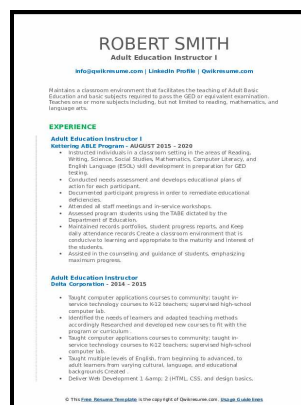 ROBERT SMITH
Adult Education Instructor I
info@qwikresume.com | LinkedIn Profile | Qwikresume.com
Maintains a classroom environment that facilitates the teaching of Adult Basic
Education and basic subjects required to pass the GED or equivalent examination.
Teaches one or more subjects including, but not limited to reading, mathematics, and
language arts.
EXPERIENCE
Adult Education Instructor I
Kettering ABLE Program - AUGUST 2015 – 2020
• Instructed individuals in a classroom setting in the areas of Reading,
Writing, Science, Social Studies, Mathematics, Computer Literacy, and
English Language (ESOL) skill development in preparation for GED
testing.
• Conducted needs assessment and develops plans of
action for each participant.
• Documented participant progress in order to remediate educational
deficiencies.
• Attended all staff meetings and in-service workshops.
• Assessed program students using the TABE dictated by the
Department of Education.
• Maintained records portfolios, student progress reports, and Keep
daily attendance records Create a classroom environment that is
conducive to learning and appropriate to the maturity and interest of
the students.
• Assisted in the counseling and guidance of students, emphasizing
maximum progress.
Adult Education Instructor
Delta Corporation - 2014 – 2015
• Taught computer applications courses to community; taught in-
service technology courses to K-12 teachers; supervised high-school
computer lab.
• Identified the needs of learners and adapted teaching methods
accordingly Researched and developed new courses to fit with the
program or curriculum .
• Taught computer applications courses to community; taught in-
service technology courses to K-12 teachers; supervised high-school
computer lab.
• Taught multiple levels of English, from beginning to advanced, to
adult learners from varying cultural, language, and educational
backgrounds Created .
• Deliver Web Development 1 &amp; 2 (HTML, CSS, and design basics,
© This Free Resume Template is the copyright of Qwikresume.com. Usage Guidelines